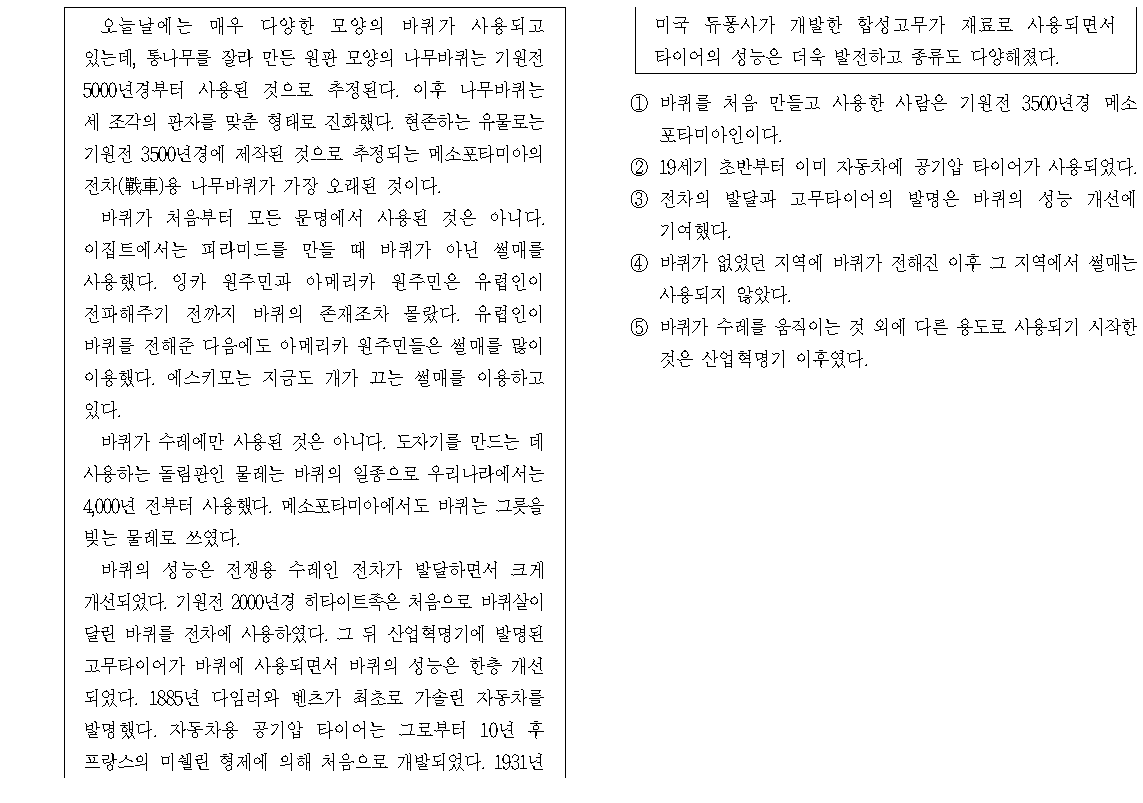 오늘날에는 매우 다양한 모양의 바퀴가 사용되고
있는데, 통나무를 잘라 만든 원판 모양의 나무바퀴는 기원전
5000년경부터 사용된 것으로 추정된다. 이후 나무바퀴는
세 조각의 판자를 맞춘 형태로 진화했다. 현존하는 유물로는
기원전 3500년경에 제작된 것으로 추정되는 메소포타미아의
전차(戰車)용 나무바퀴가 가장 오래된 것이다.
바퀴가 처음부터 모든 문명에서 사용된 것은 아니다.
이집트에서는 피라미드를 만들 때 바퀴가 아닌 썰매를
사용했다. 잉카 원주민과 아메리카 원주민은 유럽인이
전파해주기 전까지 바퀴의 존재조차 몰랐다. 유럽인이
바퀴를 전해준 다음에도 아메리카 원주민들은 썰매를 많이
이용했다. 에스키모는 지금도 개가 끄는 썰매를 이용하고
있다.
바퀴가 수레에만 사용된 것은 아니다. 도자기를 만드는 데
사용하는 돌림판인 물레는 바퀴의 일종으로 우리나라에서는
4,000년 전부터 사용했다. 메소포타미아에서도 바퀴는 그릇을
빚는 물레로 쓰였다.
바퀴의 성능은 전쟁용 수레인 전차가 발달하면서 크게
개선되었다. 기원전 2000년경 히타이트족은 처음으로 바퀴살이
달린 바퀴를 전차에 사용하였다. 그 뒤 산업혁명기에 발명된
고무타이어가 바퀴에 사용되면서 바퀴의 성능은 한층 개선
되었다. 1885년 다임러와 벤츠가 최초로 가솔린 자동차를
발명했다. 자동차용 공기압 타이어는 그로부터 10년 후
프랑스의 미쉘린 형제에 의해 처음으로 개발되었다. 1931년
미국 듀퐁사가 개발한 합성고무가 재료로 사용되면서
타이어의 성능은 더욱 발전하고 종류도 다양해졌다.
① 바퀴를 처음 만들고 사용한 사람은 기원전 3500년경 메소
포타미아인이다.
② 19세기 초반부터 이미 자동차에 공기압 타이어가 사용되었다.
③ 전차의 발달과 고무타이어의 발명은 바퀴의 성능 개선에
기여했다.
④ 바퀴가 없었던 지역에 바퀴가 전해진 이후 그 지역에서 썰매는
사용되지 않았다.
⑤ 바퀴가 수레를 움직이는 것 외에 다른 용도로 사용되기 시작한
것은 산업혁명기 이후였다.